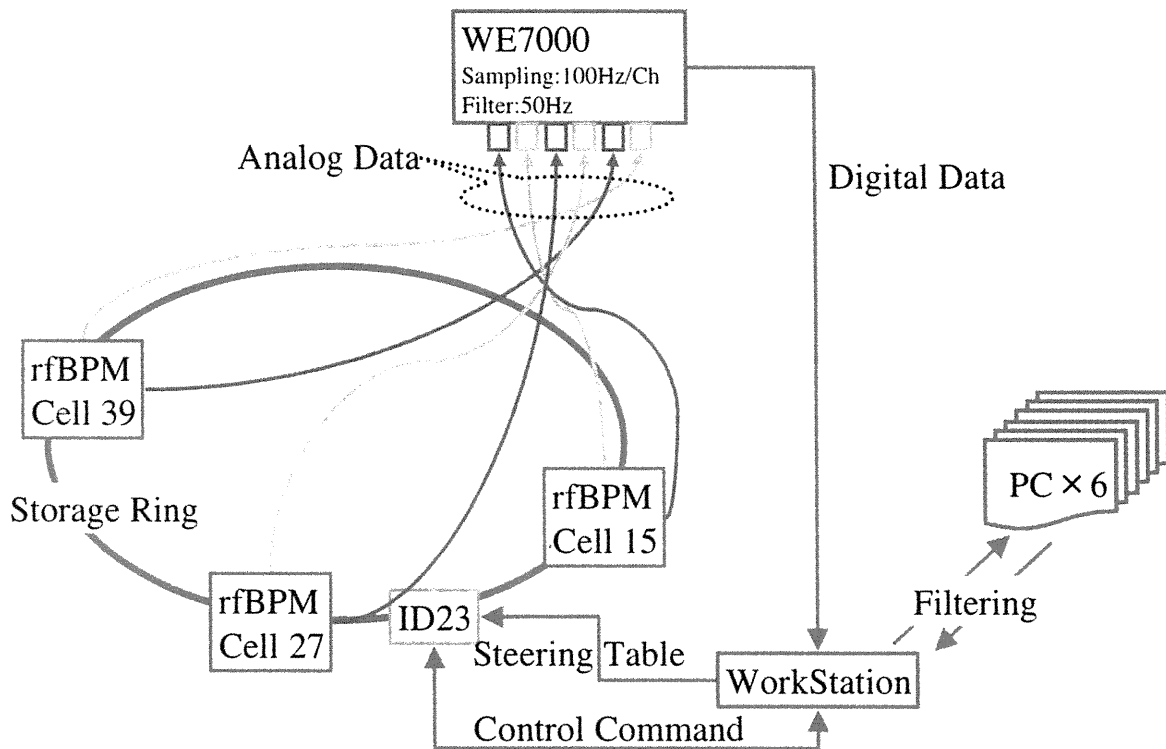 WE7000
Sampling:100Hz/Ch
Filter:50Hz
Analog Data
Digital Data
rfBPM
Cell 39
Storage Ring
rfBPM
Cell 15
PC×6
rfBPM
Cell 27
ID23
Filtering
Steering Table
WorkStation
Control Command